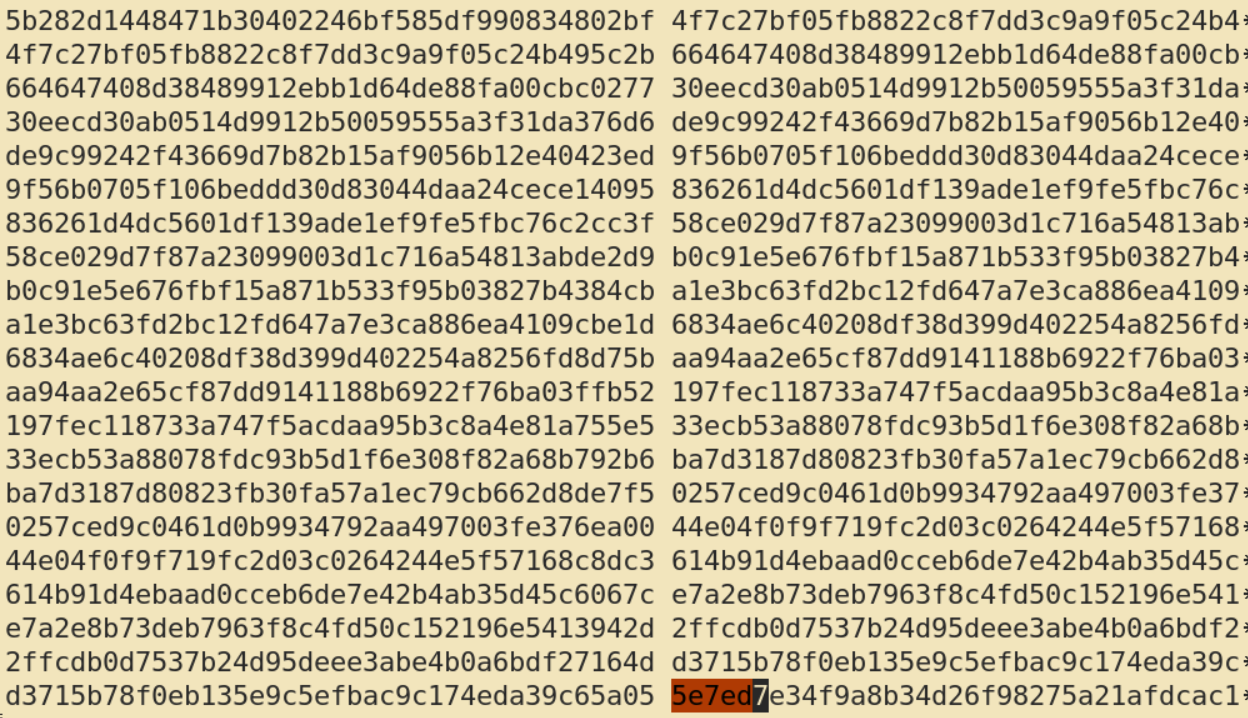 5b282d1448471b30402246bf585df990834802bf 4f7c27bf05fb8822c8f7dd3c9a9f05c24b4*
4f7c27bf05fb8822c8f7dd3c9a9f05c24b495c2b 664647408d38489912ebb1d64de88fa00cb*
664647408d38489912ebb1d64de88fa00cbc0277 30eecd30ab0514d9912b50059555a3f31da*
30eecd30ab0514d9912b50059555a3f31da376d6 de9c99242f43669d7b82b15af9056b12e40*
de9c99242f43669d7b82b15af9056b12e40423ed 9f56b0705f106beddd30d83044daa24cece*
9f56b0705f106beddd30d83044daa24cece14095 836261d4dc5601df139ade1ef9fe5fbc76c*
836261d4dc5601df139ade1ef9fe5fbc76c2cc3f 58ce029d7f87a23099003d1c716a54813ab*
58ce029d7f87a23099003d1c716a54813abde2d9 b0c91e5e676fbf15a871b533f95b03827b4*
b0c91e5e676fbf15a871b533f95b03827b4384cb a1e3bc63fd2bc12fd647a7e3ca886ea4109*
a1e3bc63fd2bc12fd647a7e3ca886ea4109cbe1d 6834ae6c40208df38d399d402254a8256fd*
6834ae6c40208df38d399d402254a8256fd8d75b aa94aa2e65cf87dd9141188b6922f76ba03*
aa94aa2e65cf87dd9141188b6922f76ba03ffb52 197fec118733a747f5acdaa95b3c8a4e81a*
197fec118733a747f5acdaa95b3c8a4e81a755e5 33ecb53a88078fdc93b5d1f6e308f82a68b*
33ecb53a88078fdc93b5d1f6e308f82a68b792b6 ba7d3187d80823fb30fa57a1ec79cb662d8*
ba7d3187d80823fb30fa57a1ec79cb662d8de7f5 0257ced9c0461d0b9934792aa497003fe37*
0257ced9c0461d0b9934792aa497003fe376ea00 44e04f0f9f719fc2d03c0264244e5f57168*
44e04f0f9f719fc2d03c0264244e5f57168c8dc3 614b91d4ebaad0cceb6de7e42b4ab35d45c*
614b91d4ebaad0cceb6de7e42b4ab35d45c6067c e7a2e8b73deb7963f8c4fd50c152196e541*
e7a2e8b73deb7963f8c4fd50c152196e5413942d 2ffcdb0d7537b24d95deee3abe4b0a6bdf2*
2ffcdb0d7537b24d95deee3abe4b0a6bdf27164d d3715b78f0eb135e9c5efbac9c174eda39c*
d3715b78f0eb135e9c5efbac9c174eda39c65a05 5e7ed7e34f9a8b34d26f98275a21afdcac1*